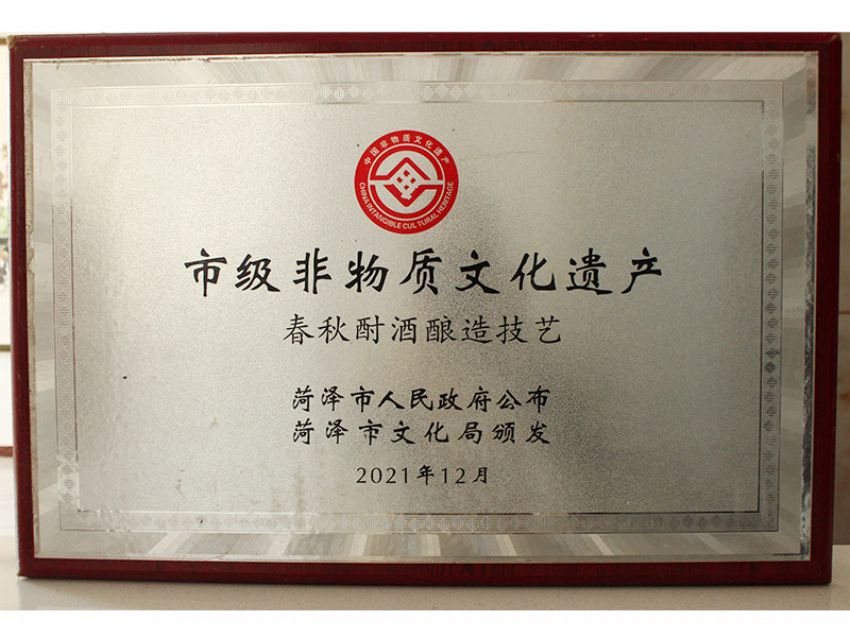 中国非物质文化遗产
CHINA INTANGIBLE CULTURAL HERITAGE
市级非物质文化遗产
春秋酎酒酿造技艺
菏泽市人民政府公布
菏泽市文化局颁发
2021年12月